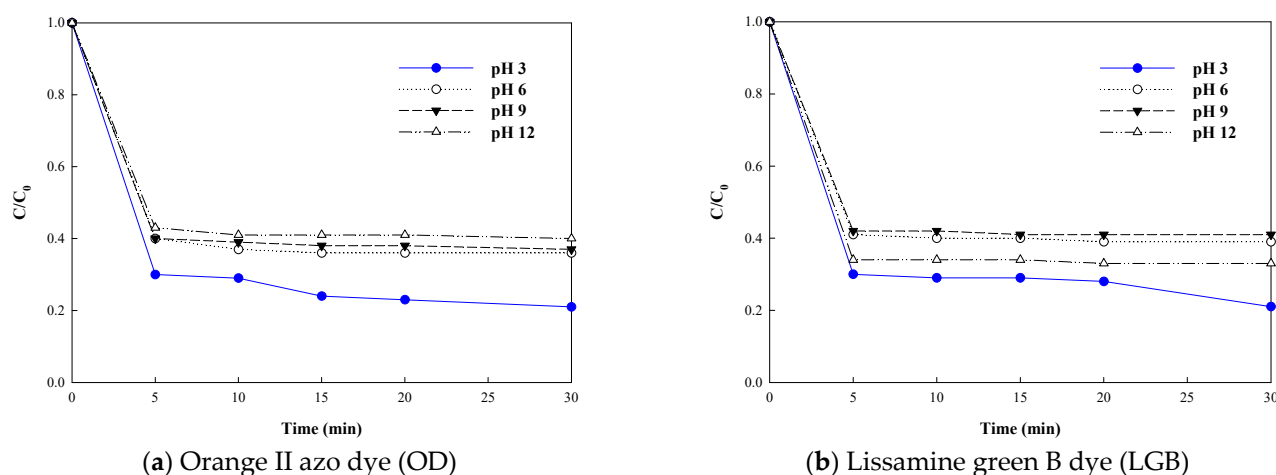 1.0
0.8
0.6
0.4
0.2
0.0
C/C0
pH 3
pH 6
pH 9
pH 12
0 5 10 15 20 25 30
Time (min)
(a) Orange II azo dye (OD)
1.0
0.8
0.6
0.4
0.2
0.0
C/C0
pH 3
pH 6
pH 9
pH 12
0 5 10 15 20 25 30
Time (min)
(b) Lissamine green B dye (LGB)